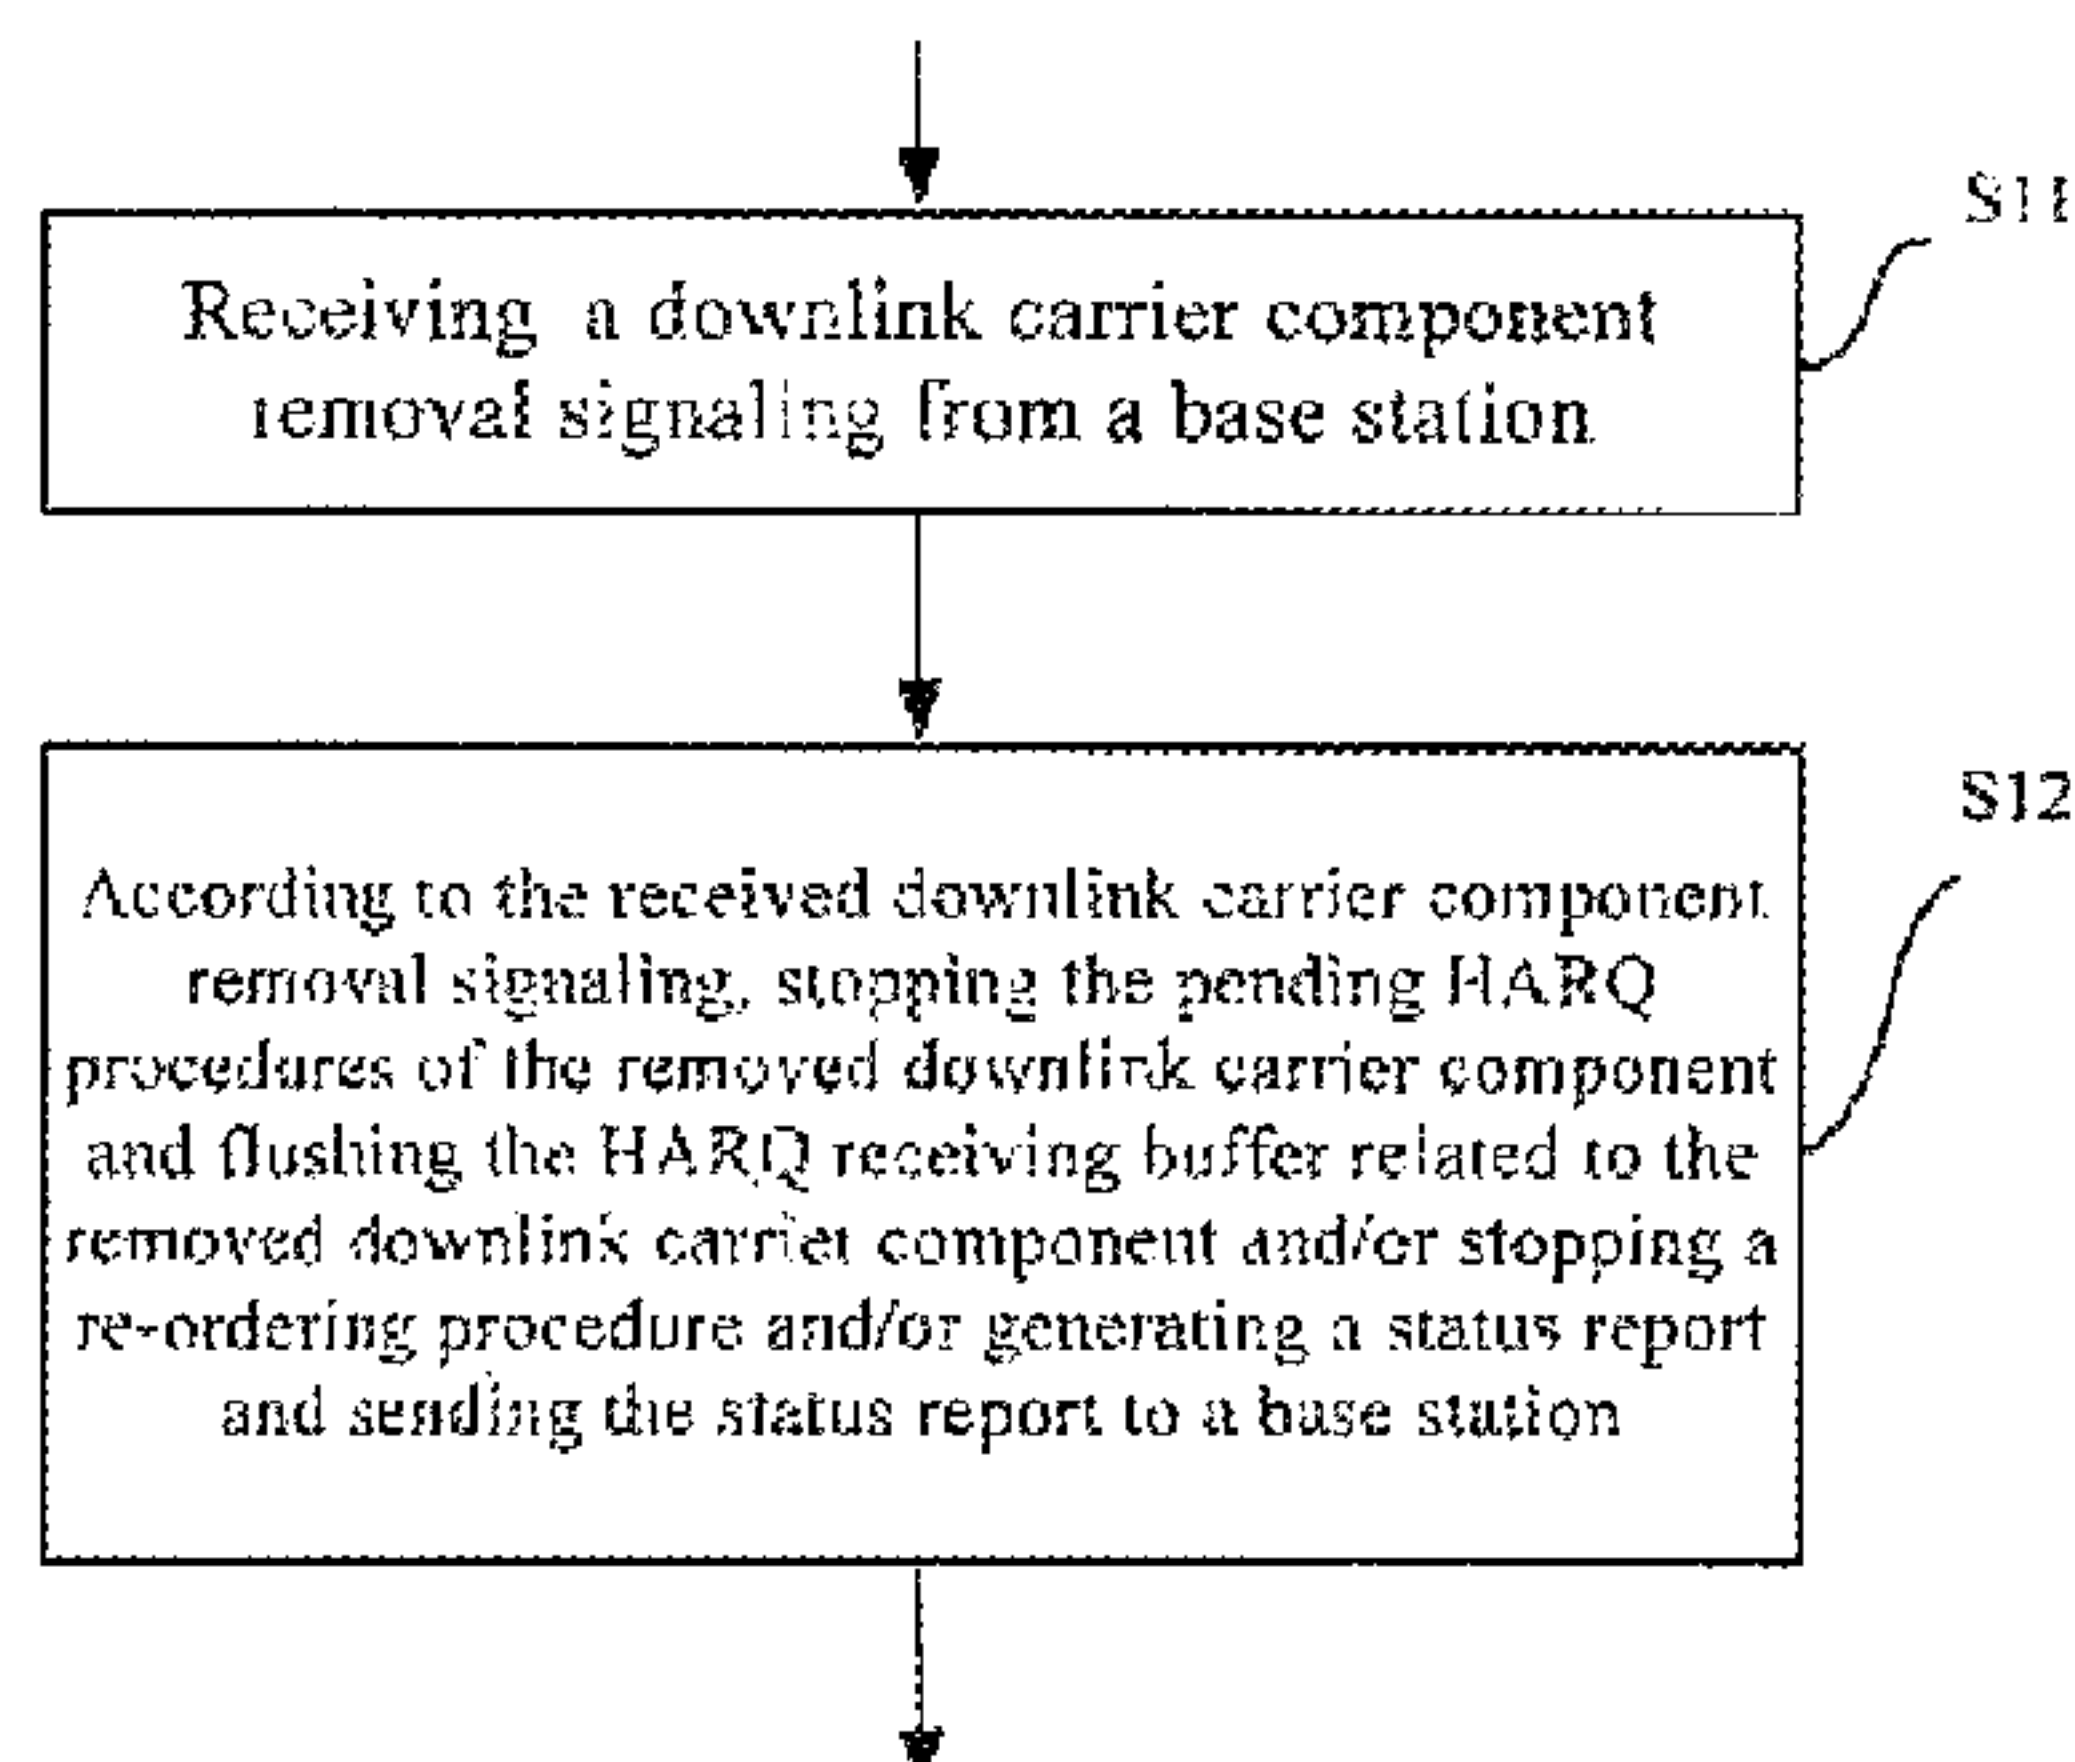 S11
Receiving a downlink carrier component
removal signaling from a base station
S12
According to the received downlink carrier component
removal signaling, stopping the pending HARQ
procedures of the removed downlink carrier component
and flushing the HARQ receiving buffer related to the
removed downlink carrier component and/or stopping a
re-ordering procedure and/or generating a status report
and sending the status report to a base station